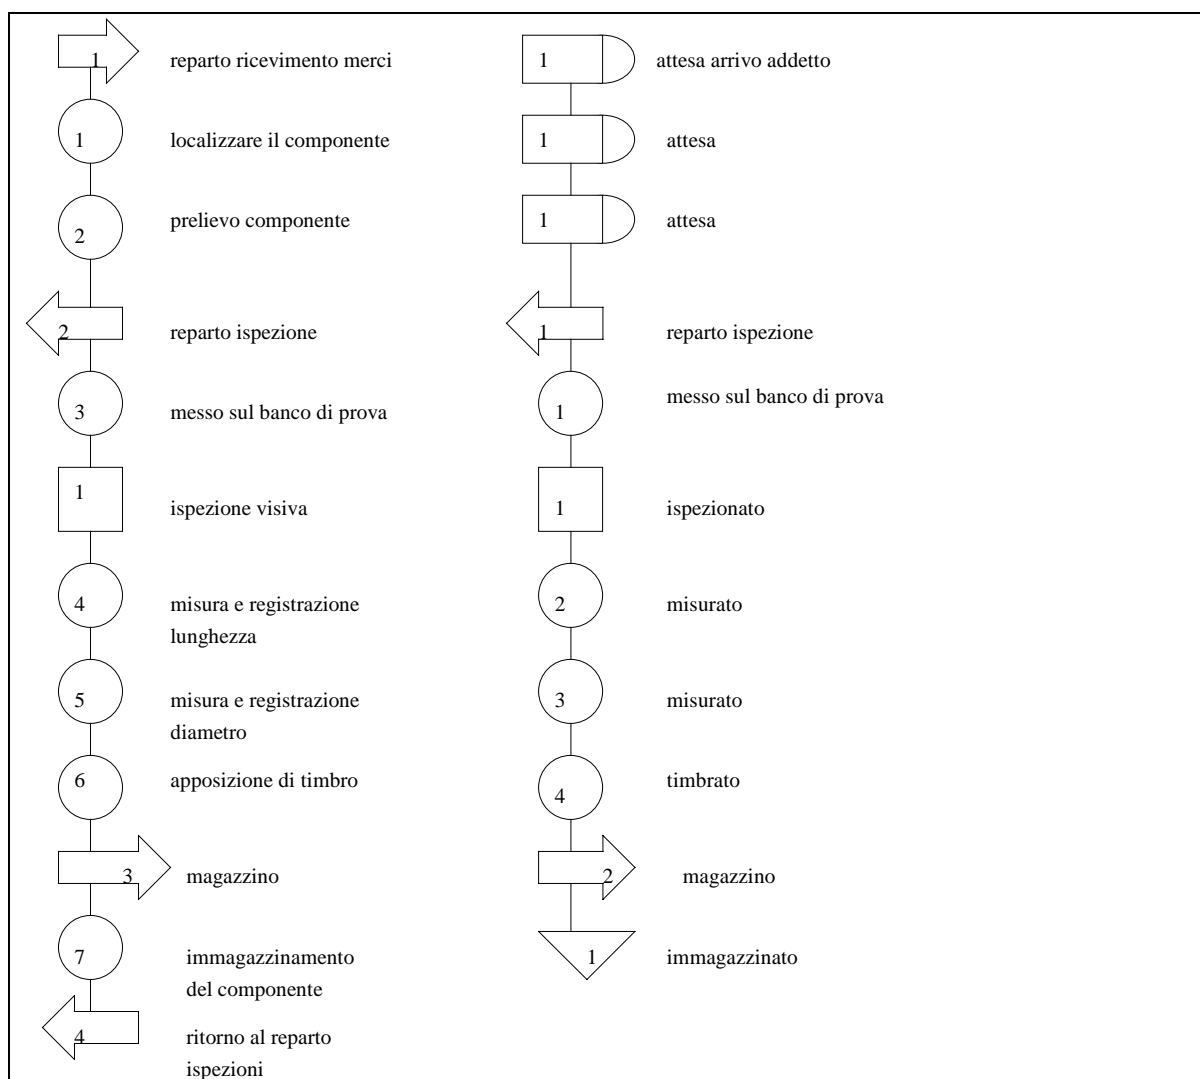 1
reparto ricevimento merci
1
attesa arrivo addetto
1
localizzare il componente
1
attesa
2
prelievo componente
1
attesa
2
reparto ispezione
1
reparto ispezione
3
messo sul banco di prova
1
messo sul banco di prova
1
ispezione visiva
1
ispezionato
4
misura e registrazione
lunghezza
2
misurato
5
misura e registrazione
diametro
3
misurato
6
apposizione di timbro
4
timbrato
3
magazzino
2
magazzino
7
immagazzinamento
del componente
1
immagazzinato
4
ritorno al reparto
ispezioni